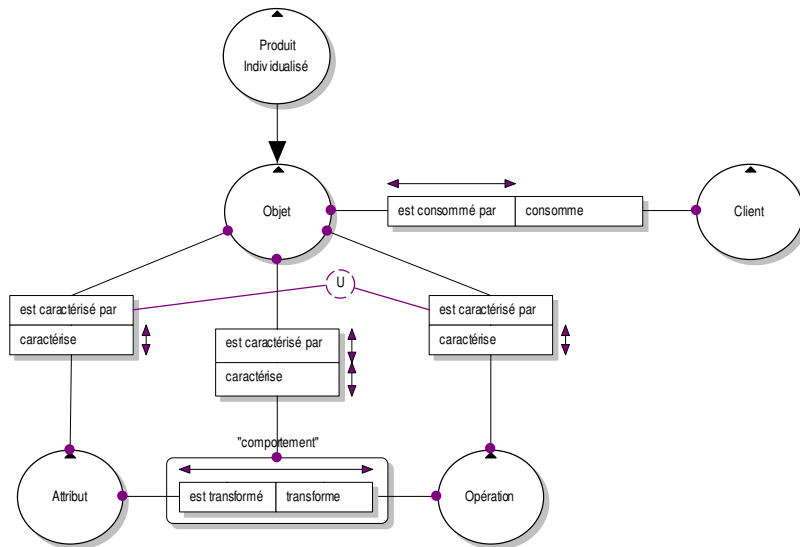 Produit
Individualisé
Objet
est consommé par
consomme
Client
U
est caractérisé par
caractérise
est caractérisé par
caractérise
est caractérisé par
caractérise
"comportement"
Attribut
est transformé
transforme
Opération